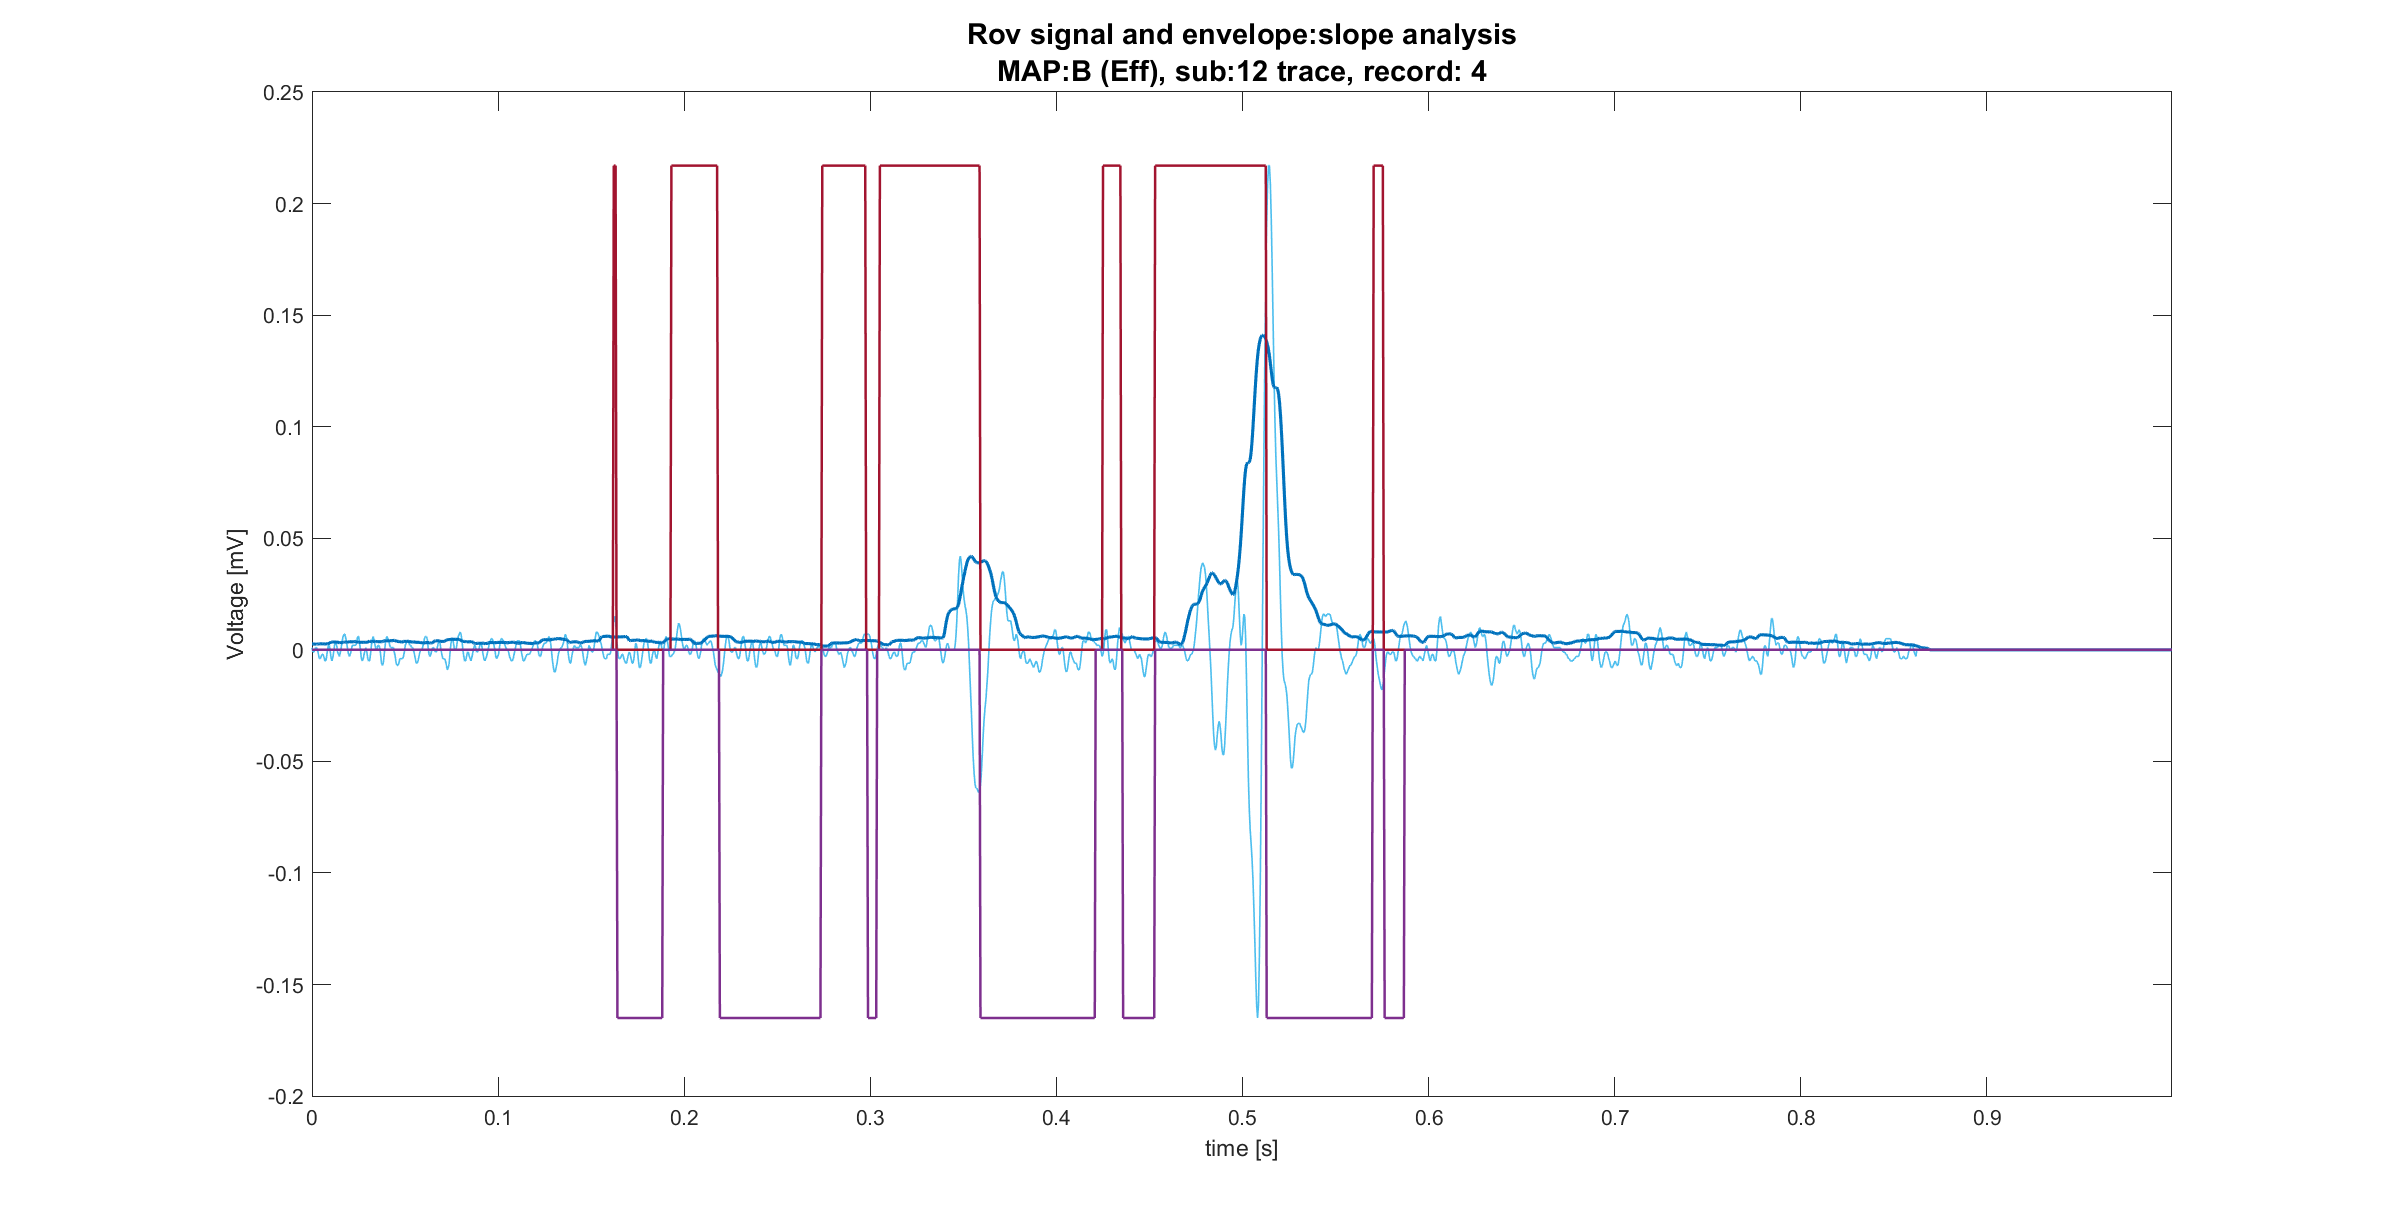 Rov signal and envelope:slope analysis
MAP:B (Eff), sub:12 trace, record: 4
0.25
0.2
0.15
0.1
0.05
0
-0.05
-0.1
-0.15
-0.2
Voltage [mV]
0 0.1 0.2 0.3 0.4 0.5 0.6 0.7 0.8 0.9
time [s]